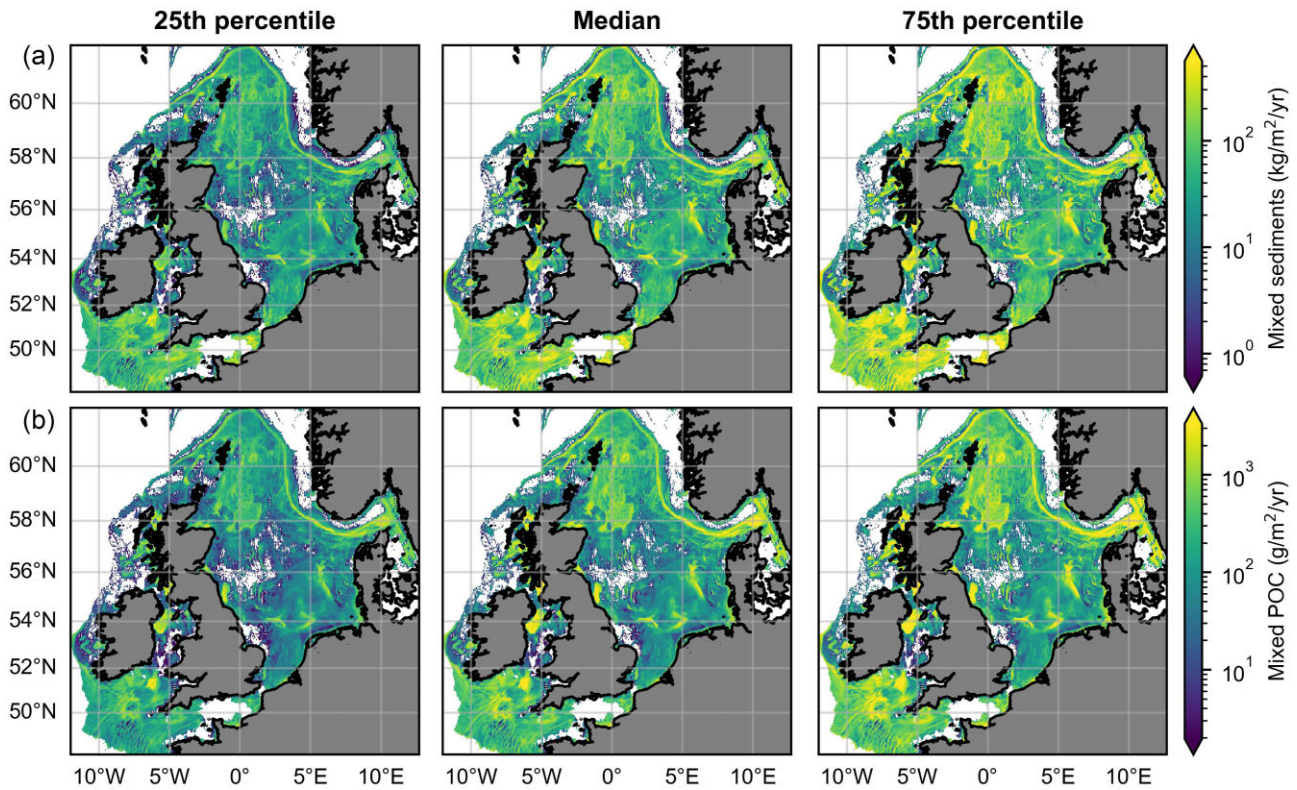 25th percentile Median 75th percentile
(a)
60°N
58°N
56°N
54°N
52°N
50°N
10²
10¹
10⁰
Mixed sediments (kg/m²/yr)
(b)
60°N
58°N
56°N
54°N
52°N
50°N
10³
10²
10¹
Mixed POC (g/m²/yr)
10°W 5°W 0° 5°E 10°E 10°W 5°W 0° 5°E 10°E 10°W 5°W 0° 5°E 10°E